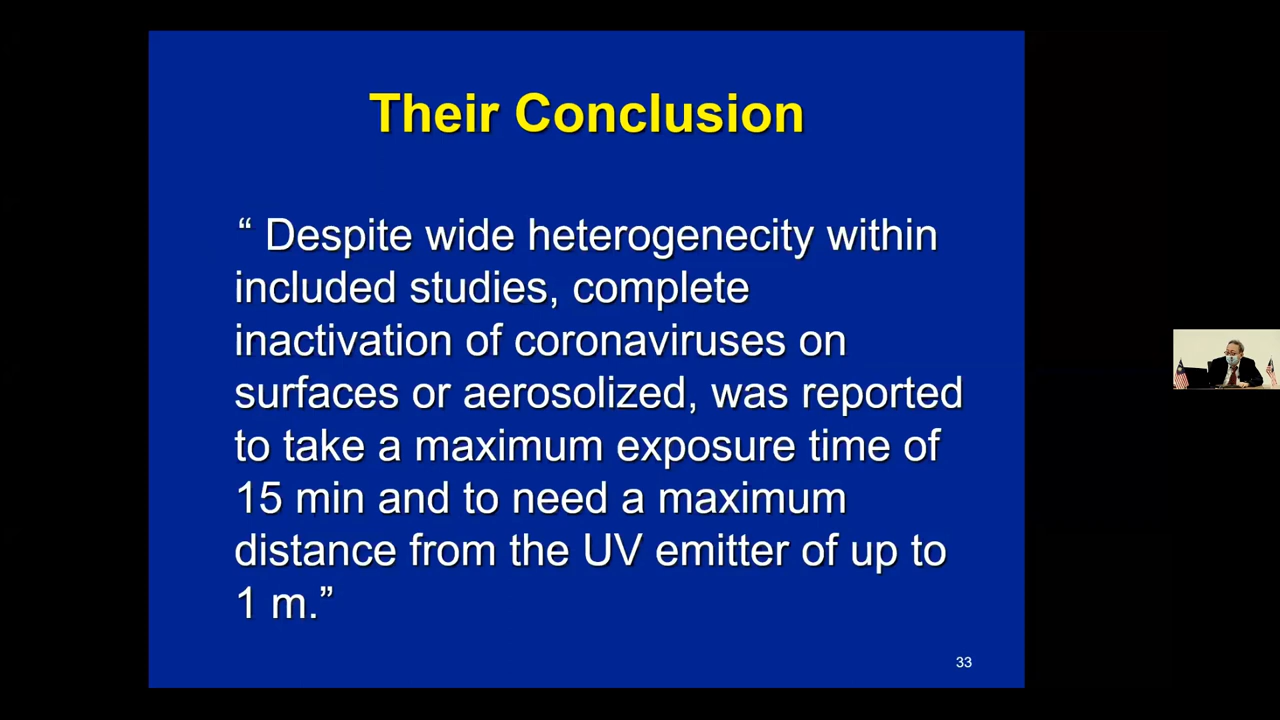 Their Conclusion
“ Despite wide heterogenecity within
included studies, complete
inactivation of coronaviruses on
surfaces or aerosolized, was reported
to take a maximum exposure time of
15 min and to need a maximum
distance from the UV emitter of up to
1 m.”
33